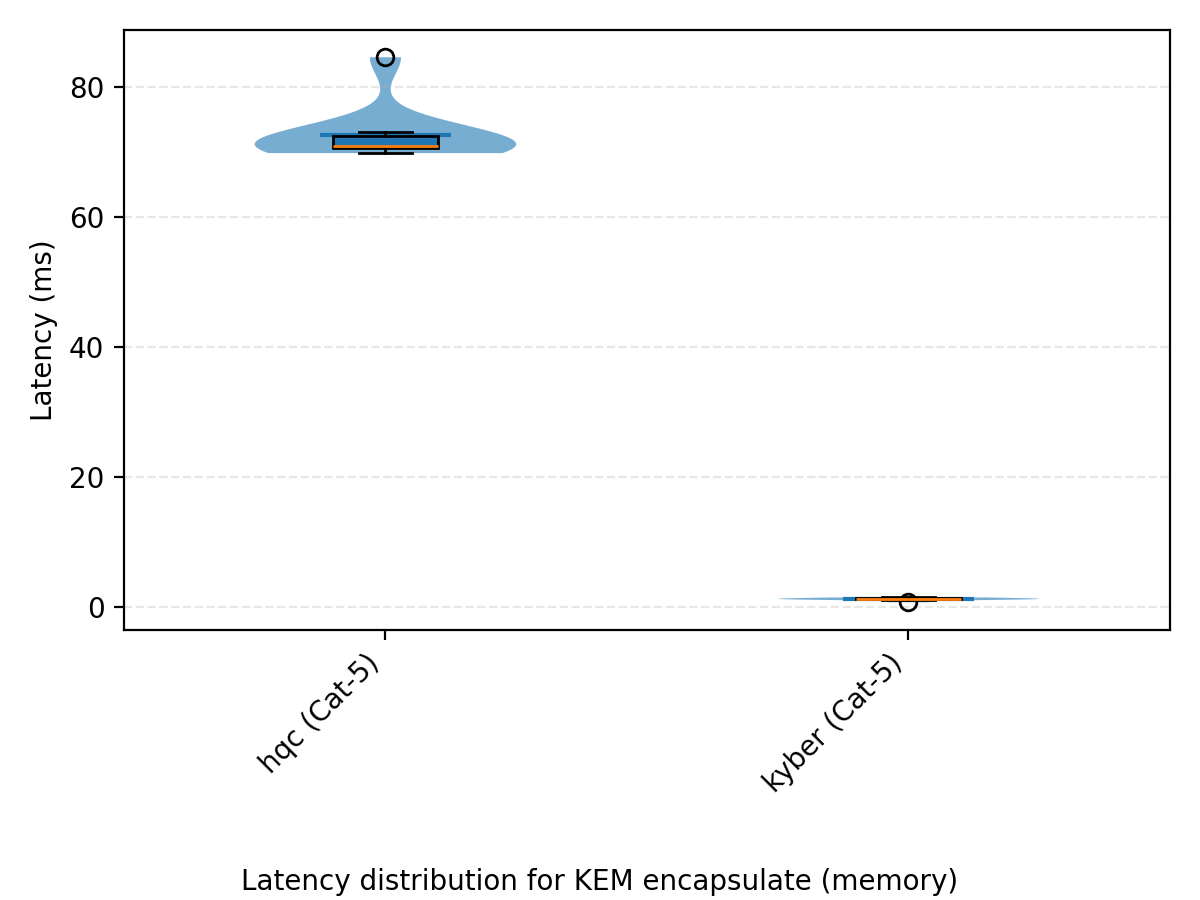 80
60
40
20
0
Latency (ms)
hqc (Cat-5)
kyber (Cat-5)
Latency distribution for KEM encapsulate (memory)